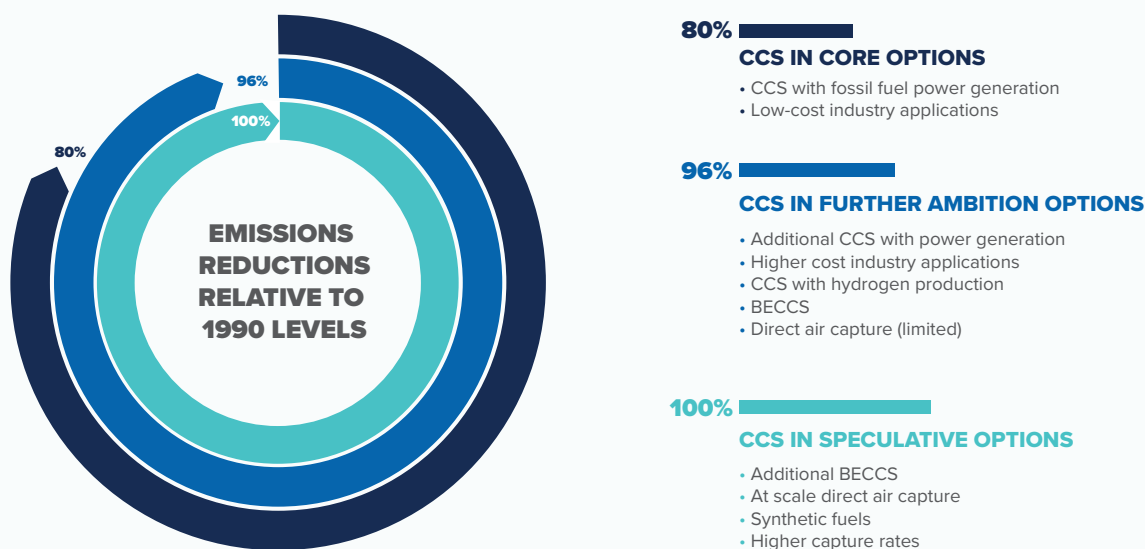 96%
100%
80%
EMISSIONS
REDUCTIONS
RELATIVE TO
1990 LEVELS
80%
CCS IN CORE OPTIONS
• CCS with fossil fuel power generation
• Low-cost industry applications
96%
CCS IN FURTHER AMBITION OPTIONS
• Additional CCS with power generation
• Higher cost industry applications
• CCS with hydrogen production
• BECCS
• Direct air capture (limited)
100%
CCS IN SPECULATIVE OPTIONS
• Additional BECCS
• At scale direct air capture
• Synthetic fuels
• Higher capture rates